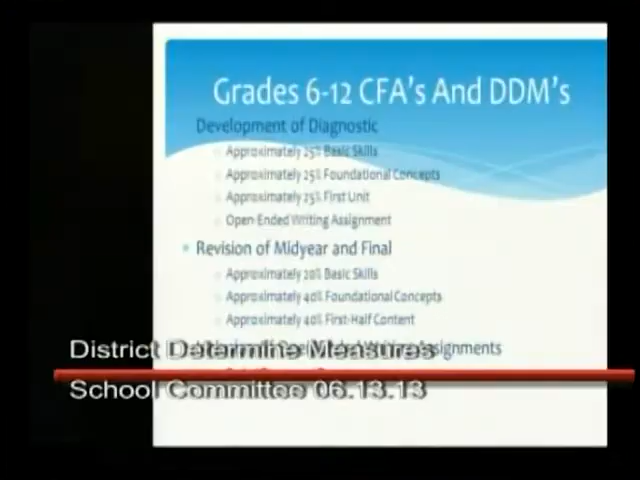 Grades 6-12 CFA's And DDM's
Development of Diagnostic
Approximately 25% Basic Skills
Approximately 25% Foundational Concepts
Approximately 25% First Unit
Open-Ended Writing Assignment
Revision of Midyear and Final
Approximately 20% Basic Skills
Approximately 40% Foundational Concepts
Approximately 40% First-Half Content
Assignments
District Determine Measures
School Committee 06.13.13